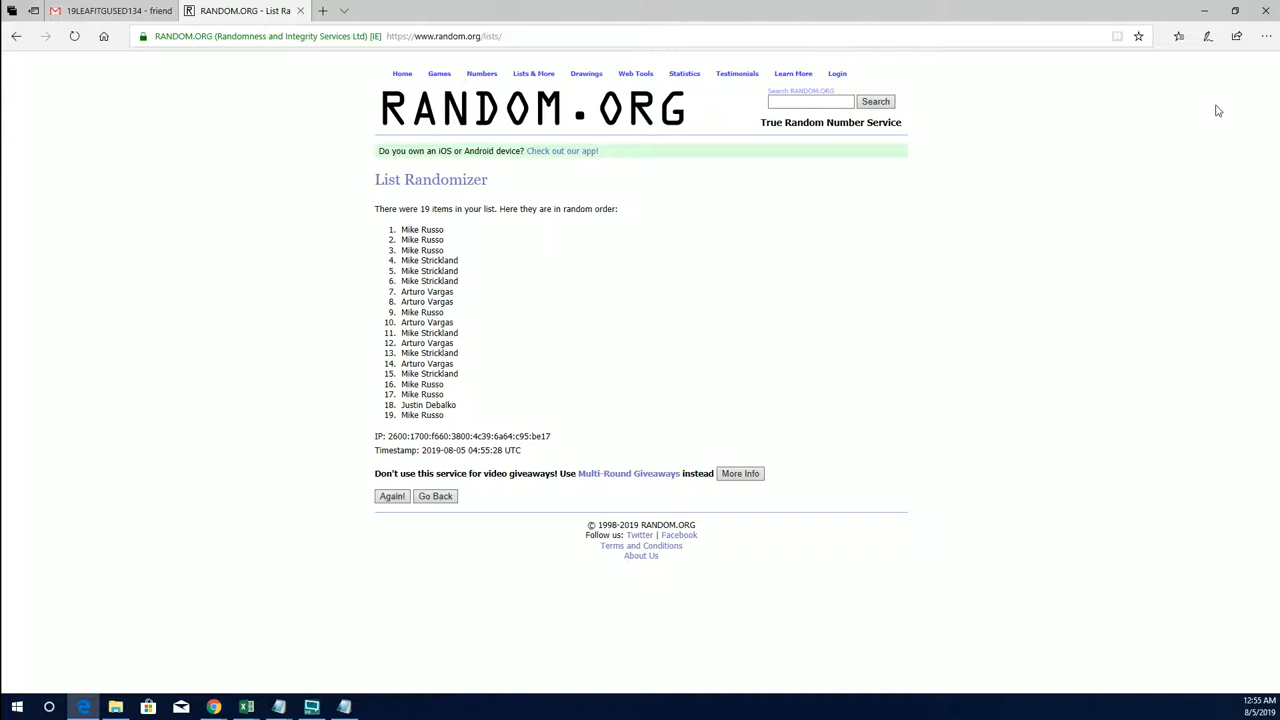 19LEAFITGUSED134 - friend
RANDOM.ORG - List Ra
RANDOM.ORG (Randomness and Integrity Services Ltd) [IE]
https://www.random.org/lists/
Home Games Numbers Lists & More Drawings Web Tools Statistics Testimonials Learn More Login
Search RANDOM.ORG
RANDOM.ORG
Search
True Random Number Service
Do you own an iOS or Android device? Check out our app!
List Randomizer
There were 19 items in your list. Here they are in random order:
1. Mike Russo
2. Mike Russo
3. Mike Russo
4. Mike Strickland
5. Mike Strickland
6. Mike Strickland
7. Arturo Vargas
8. Arturo Vargas
9. Mike Russo
10. Arturo Vargas
11. Mike Strickland
12. Arturo Vargas
13. Mike Strickland
14. Arturo Vargas
15. Mike Strickland
16. Mike Russo
17. Mike Russo
18. Justin Debalko
19. Mike Russo
IP: 2600:1700:f660:3800:4c39:6a64:c95:be17
Timestamp: 2019-08-05 04:55:28 UTC
Don't use this service for video giveaways! Use Multi-Round Giveaways instead More Info
Again! Go Back
© 1998-2019 RANDOM.ORG
Follow us: Twitter | Facebook
Terms and Conditions
About Us
12:55 AM
8/5/2019